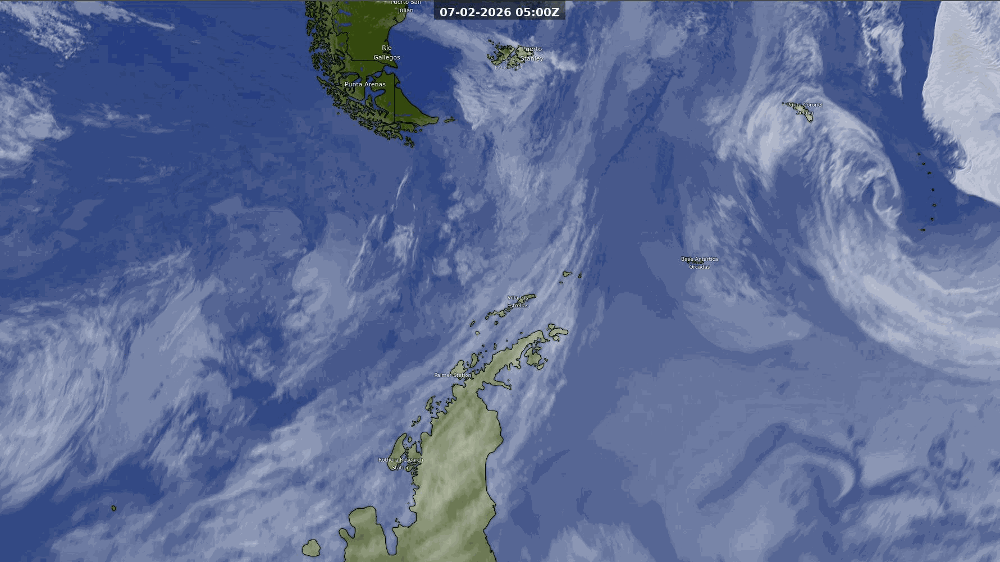 Puerto San
Julián
07-02-2026 05:00Z
Río
Gallegos
Puerto
Stanley
FALKLAND
Punta Arenas
Punta Coronel
Zelaya
Base Antartica
Orcadas
Villa Las
Estrellas
Palmer Station
Rothera Research
Station